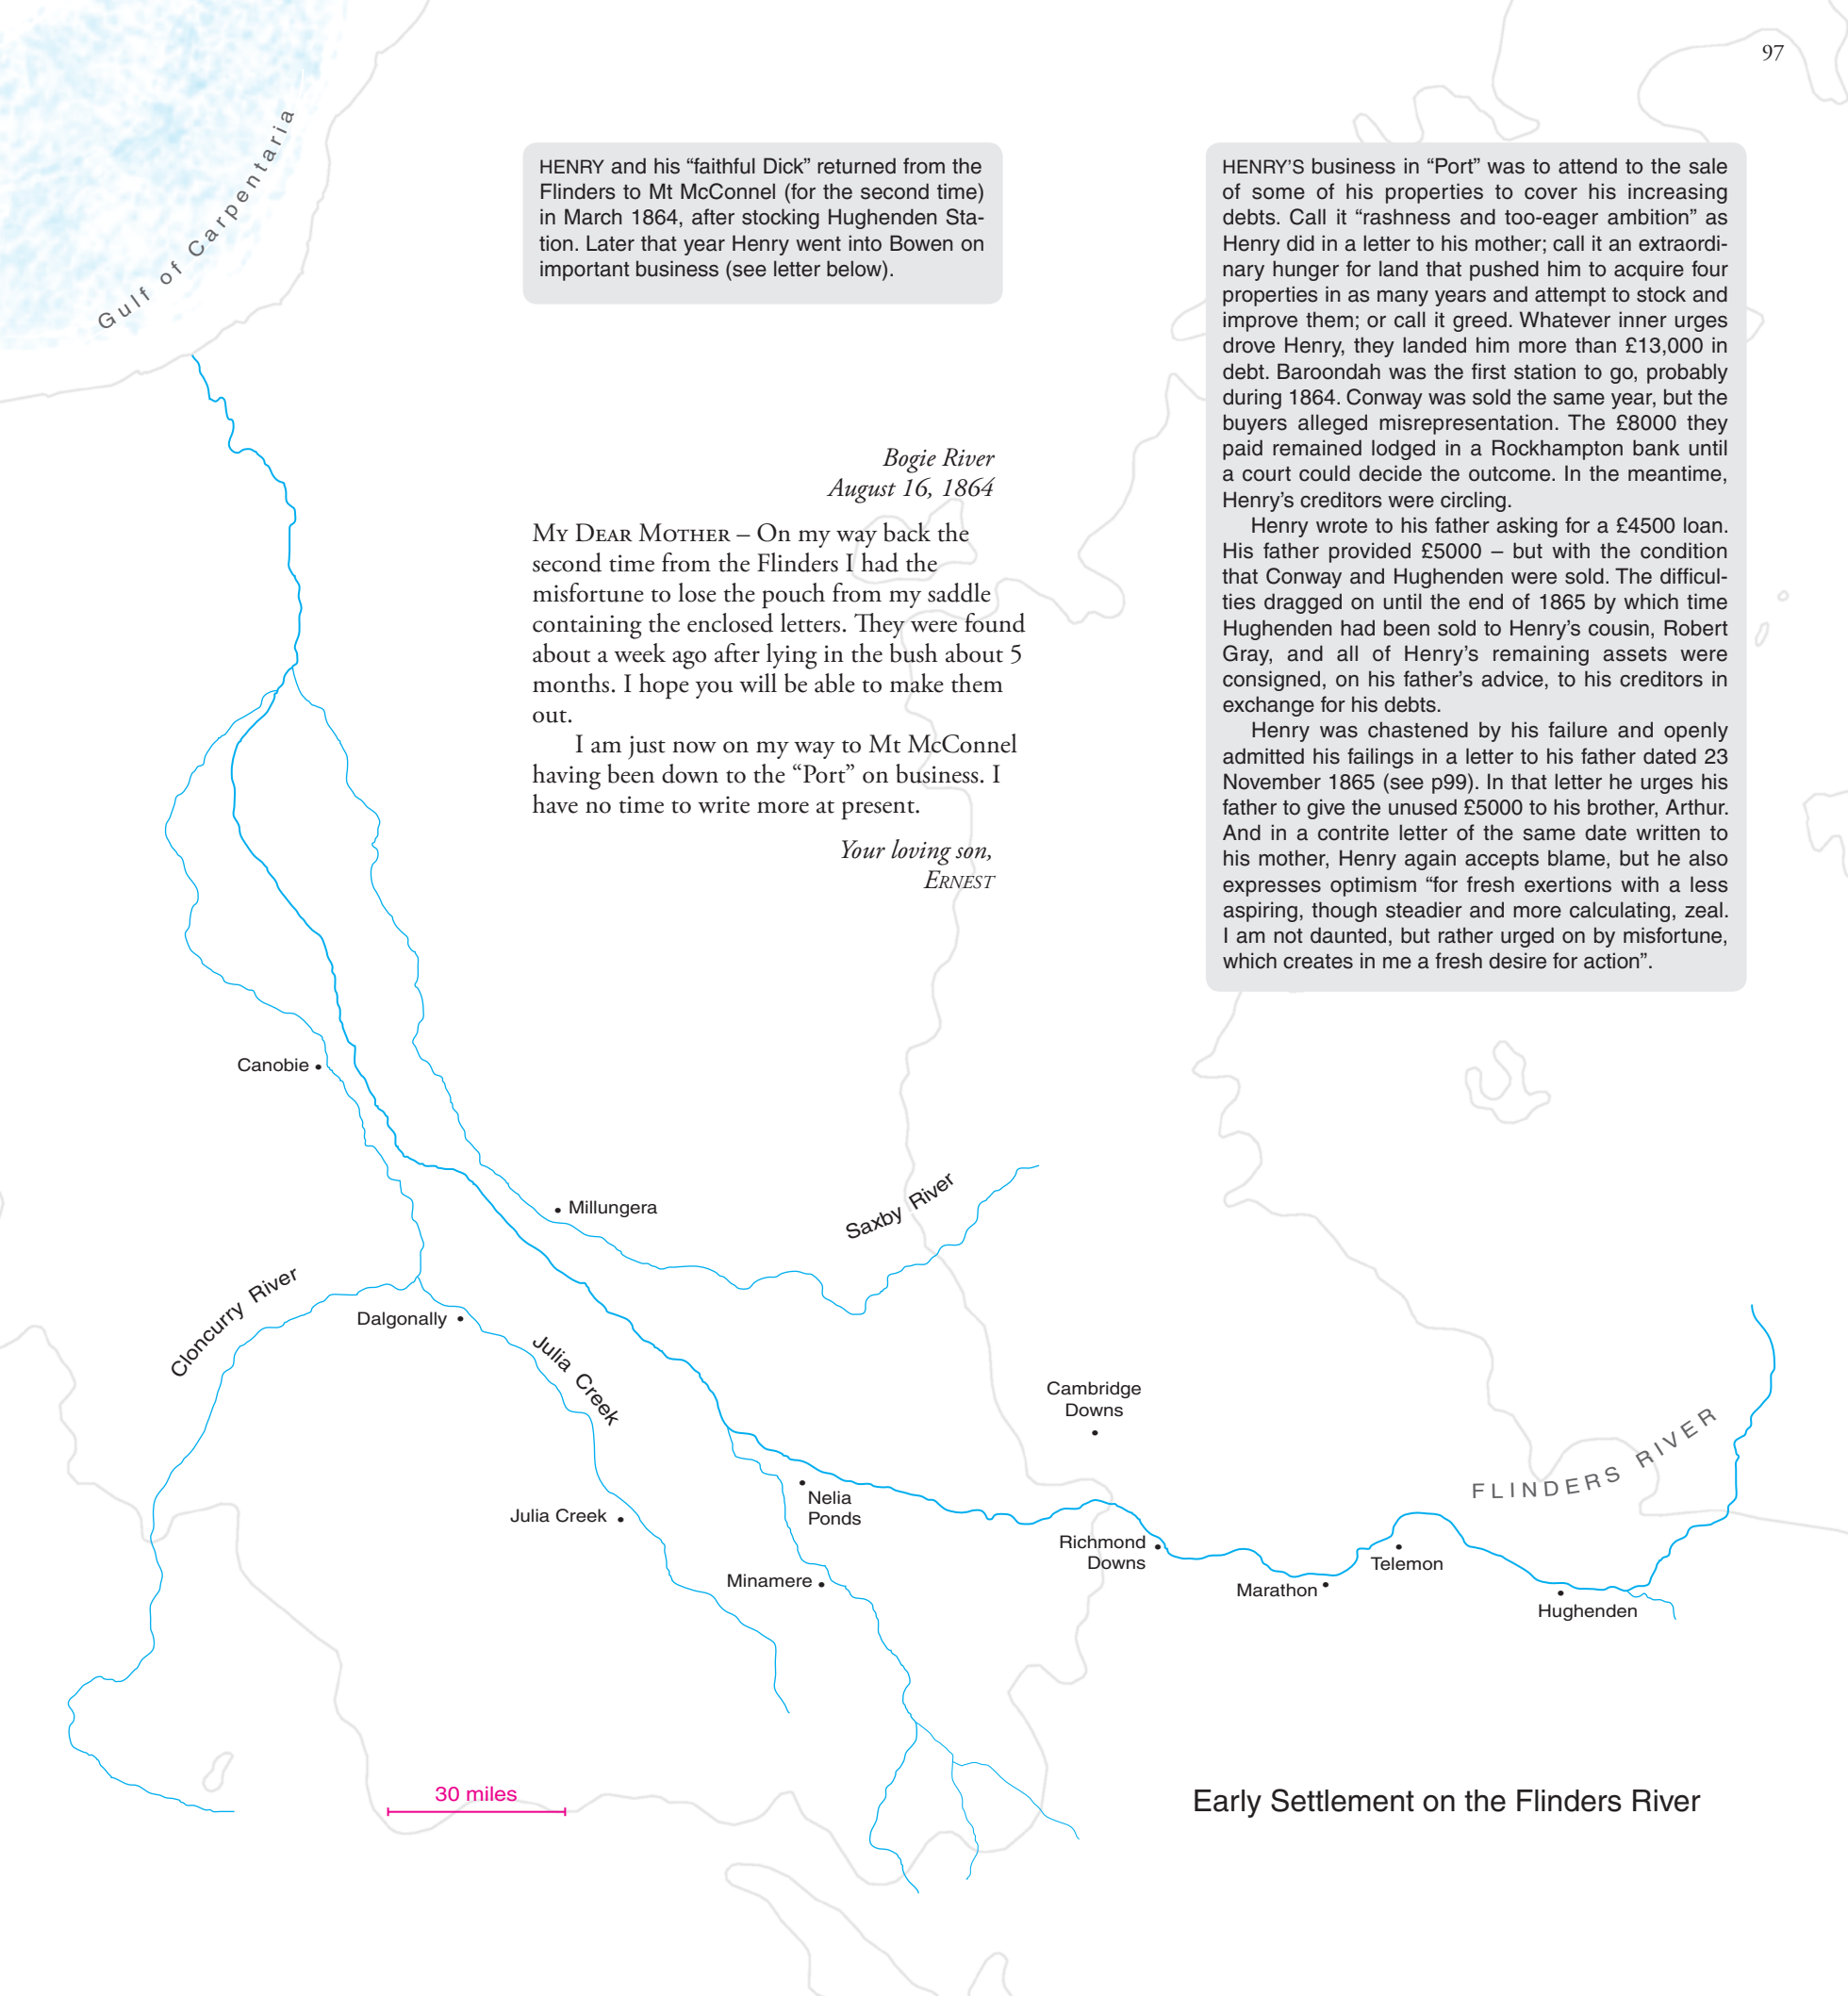 97
Gulf of Carpentaria
HENRY and his “faithful Dick” returned from the
Flinders to Mt McConnel (for the second time)
in March 1864, after stocking Hughenden Sta-
tion. Later that year Henry went into Bowen on
important business (see letter below).
Bogie River
August 16, 1864
MY DEAR MOTHER – On my way back the
second time from the Flinders I had the
misfortune to lose the pouch from my saddle
containing the enclosed letters. They were found
about a week ago after lying in the bush about 5
months. I hope you will be able to make them
out.
I am just now on my way to Mt McConnel
having been down to the “Port” on business. I
have no time to write more at present.
Your loving son,
ERNEST
HENRY’S business in “Port” was to attend to the sale
of some of his properties to cover his increasing
debts. Call it “rashness and too-eager ambition” as
Henry did in a letter to his mother; call it an extraordi-
nary hunger for land that pushed him to acquire four
properties in as many years and attempt to stock and
improve them; or call it greed. Whatever inner urges
drove Henry, they landed him more than £13,000 in
debt. Baroondah was the first station to go, probably
during 1864. Conway was sold the same year, but the
buyers alleged misrepresentation. The £8000 they
paid remained lodged in a Rockhampton bank until
a court could decide the outcome. In the meantime,
Henry’s creditors were circling.
Henry wrote to his father asking for a £4500 loan.
His father provided £5000 – but with the condition
that Conway and Hughenden were sold. The difficul-
ties dragged on until the end of 1865 by which time
Hughenden had been sold to Henry’s cousin, Robert
Gray, and all of Henry’s remaining assets were
consigned, on his father’s advice, to his creditors in
exchange for his debts.
Henry was chastened by his failure and openly
admitted his failings in a letter to his father dated 23
November 1865 (see p99). In that letter he urges his
father to give the unused £5000 to his brother, Arthur.
And in a contrite letter of the same date written to
his mother, Henry again accepts blame, but he also
expresses optimism “for fresh exertions with a less
aspiring, though steadier and more calculating, zeal.
I am not daunted, but rather urged on by misfortune,
which creates in me a fresh desire for action”.
Canobie
Millungera
Saxby River
Cloncurry River
Dalgonally
Julia Creek
Cambridge
Downs
FLINDERS RIVER
Nelia
Ponds
Julia Creek
Richmond
Downs
Telemon
Minamere
Marathon
Hughenden
30 miles
Early Settlement on the Flinders River